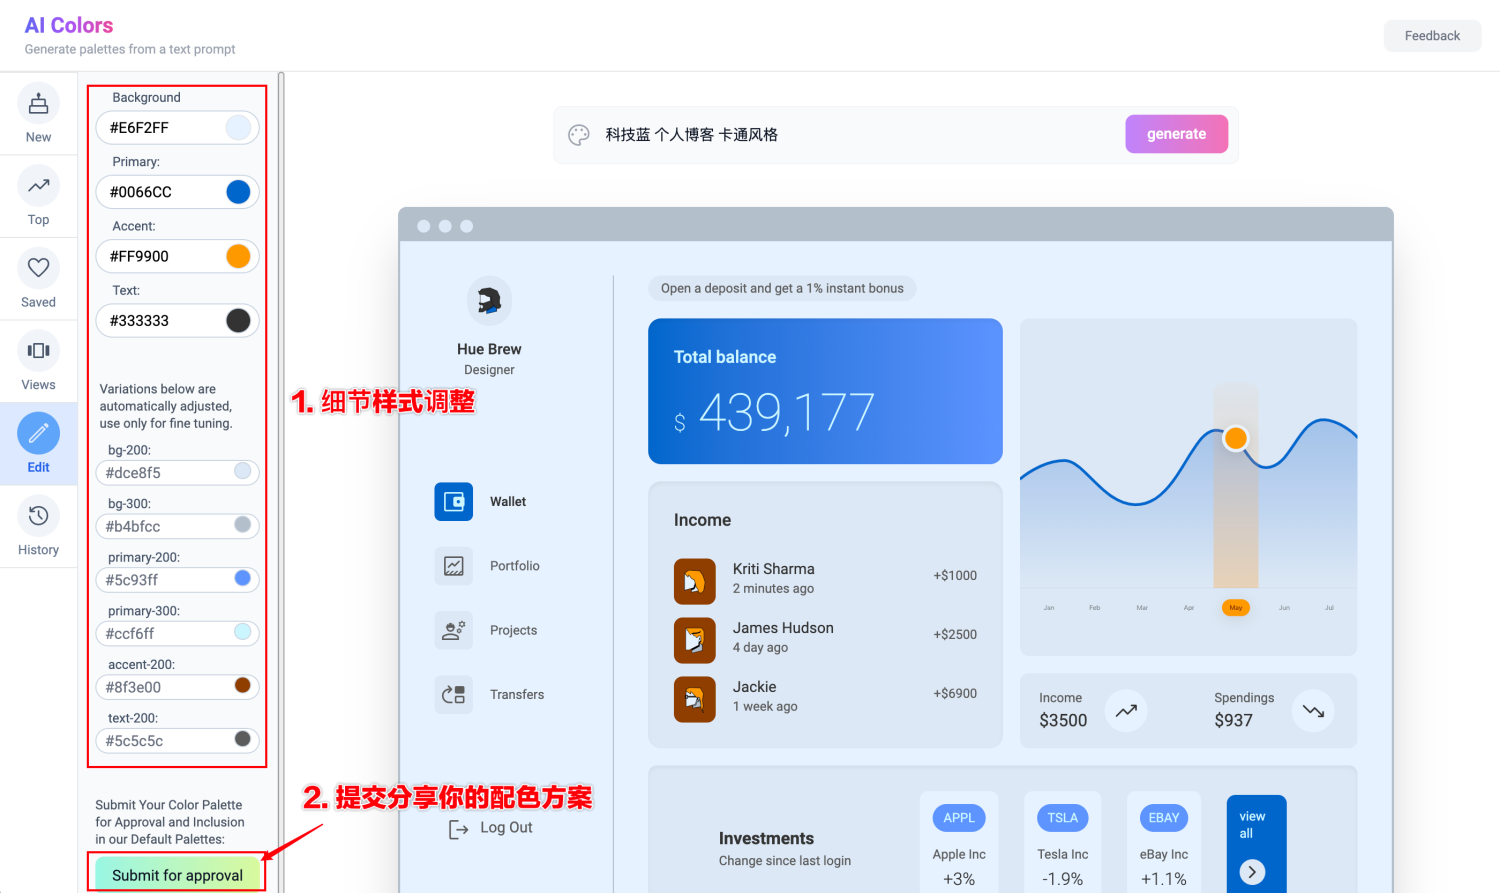 AI Colors
Generate palettes from a text prompt
Feedback
New
Top
Saved
Views
Edit
History
Background
#E6F2FF
Primary:
#0066CC
Accent:
#FF9900
Text:
#333333
Variations below are
automatically adjusted,
use only for fine tuning.
bg-200:
#dce8f5
bg-300:
#b4bfcc
primary-200:
#5c93ff
primary-300:
#ccf6ff
accent-200:
#8f3e00
text-200:
#5c5c5c
Submit Your Color Palette
for Approval and Inclusion
in our Default Palettes:
Submit for approval
1. 细节样式调整
2. 提交分享你的配色方案
科技蓝 个人博客 卡通风格
generate
Hue Brew
Designer
Wallet
Portfolio
Projects
Transfers
Log Out
Open a deposit and get a 1% instant bonus
Total balance
$ 439,177
Income
Kriti Sharma
2 minutes ago
+$1000
James Hudson
4 day ago
+$2500
Jackie
1 week ago
+$6900
Jan Feb Mar Apr May Jun Jul
Income
$3500
Spendings
$937
Investments
Change since last login
APPL
Apple Inc
+3%
TSLA
Tesla Inc
-1.9%
EBAY
eBay Inc
+1.1%
view
all